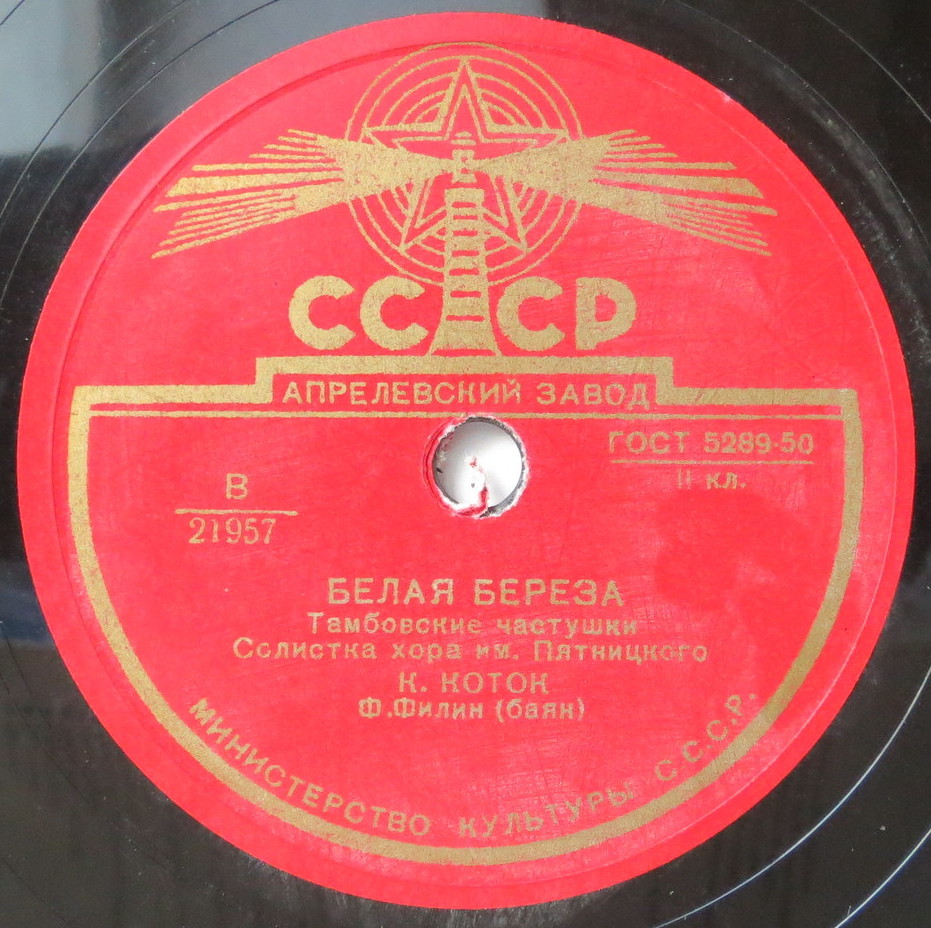 СССР
АПРЕЛЕВСКИЙ ЗАВОД
ГОСТ 5289-50
II кл.
В
21957
БЕЛАЯ БЕРЕЗА
Тамбовские частушки
Солистка хора им. Пятницкого
К. КОТОК
Ф.Филин (баян)
МИНИСТЕРСТВО КУЛЬТУРЫ С.С.С.Р.